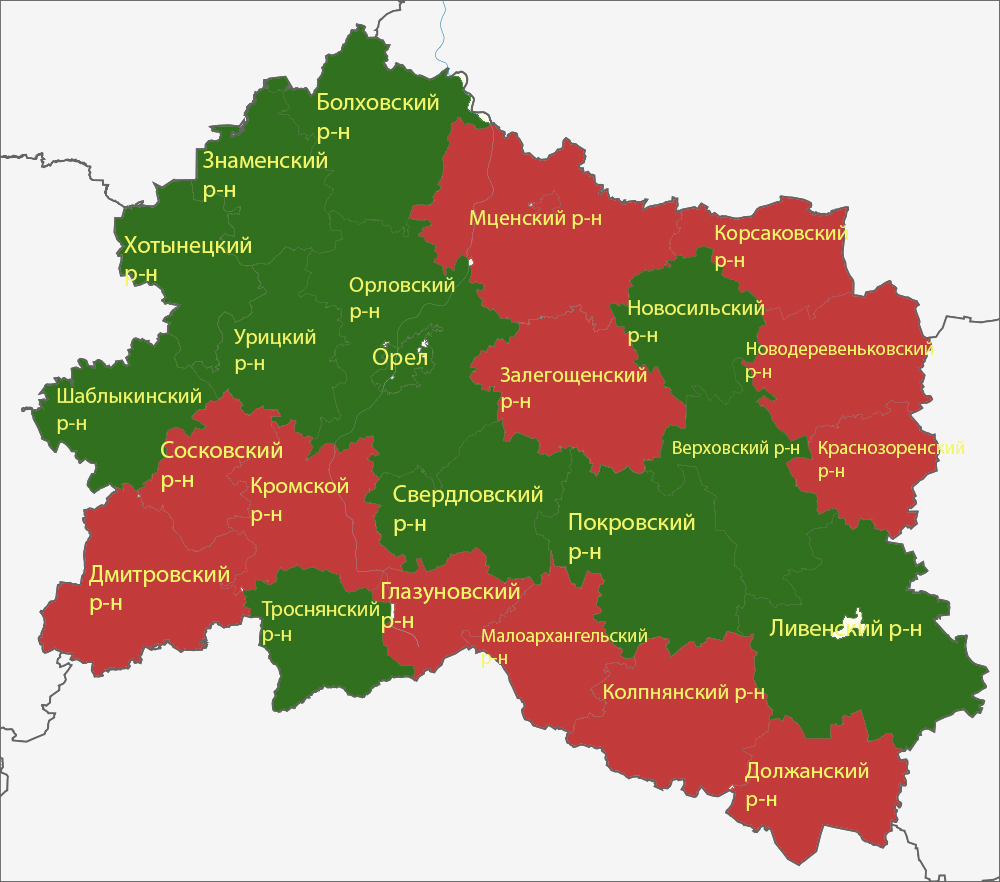 Болховский
р-н
Знаменский
р-н
Мценский р-н
Корсаковский
р-н
Хотынецкий
р-н
Орловский
р-н
Новосильский
р-н
Урицкий
р-н
Орел
Новодеревеньковский
р-н
Залегощенский
р-н
Шаблыкинский
р-н
Сосковский
р-н
Верховский р-н
Краснозоренский
р-н
Кромской
р-н
Свердловский
р-н
Покровский
р-н
Дмитровский
р-н
Глазуновский
р-н
Троснянский
р-н
Малоархангельский
р-н
Ливенский р-н
Колпнянский р-н
Должанский
р-н